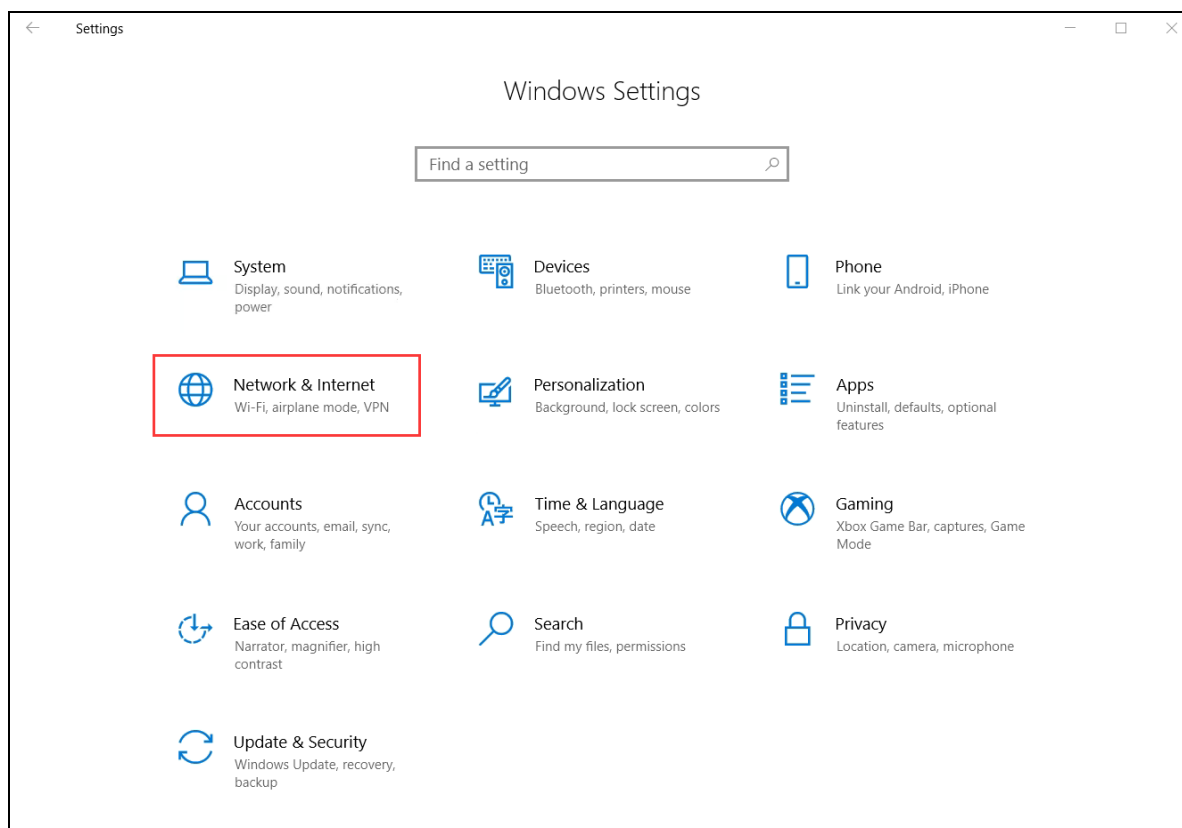 Settings
Windows Settings
Find a setting
System
Display, sound, notifications,
power
Devices
Bluetooth, printers, mouse
Phone
Link your Android, iPhone
Network & Internet
Wi-Fi, airplane mode, VPN
Personalization
Background, lock screen, colors
Apps
Uninstall, defaults, optional
features
Accounts
Your accounts, email, sync,
work, family
Time & Language
Speech, region, date
Gaming
Xbox Game Bar, captures, Game
Mode
Ease of Access
Narrator, magnifier, high
contrast
Search
Find my files, permissions
Privacy
Location, camera, microphone
Update & Security
Windows Update, recovery,
backup